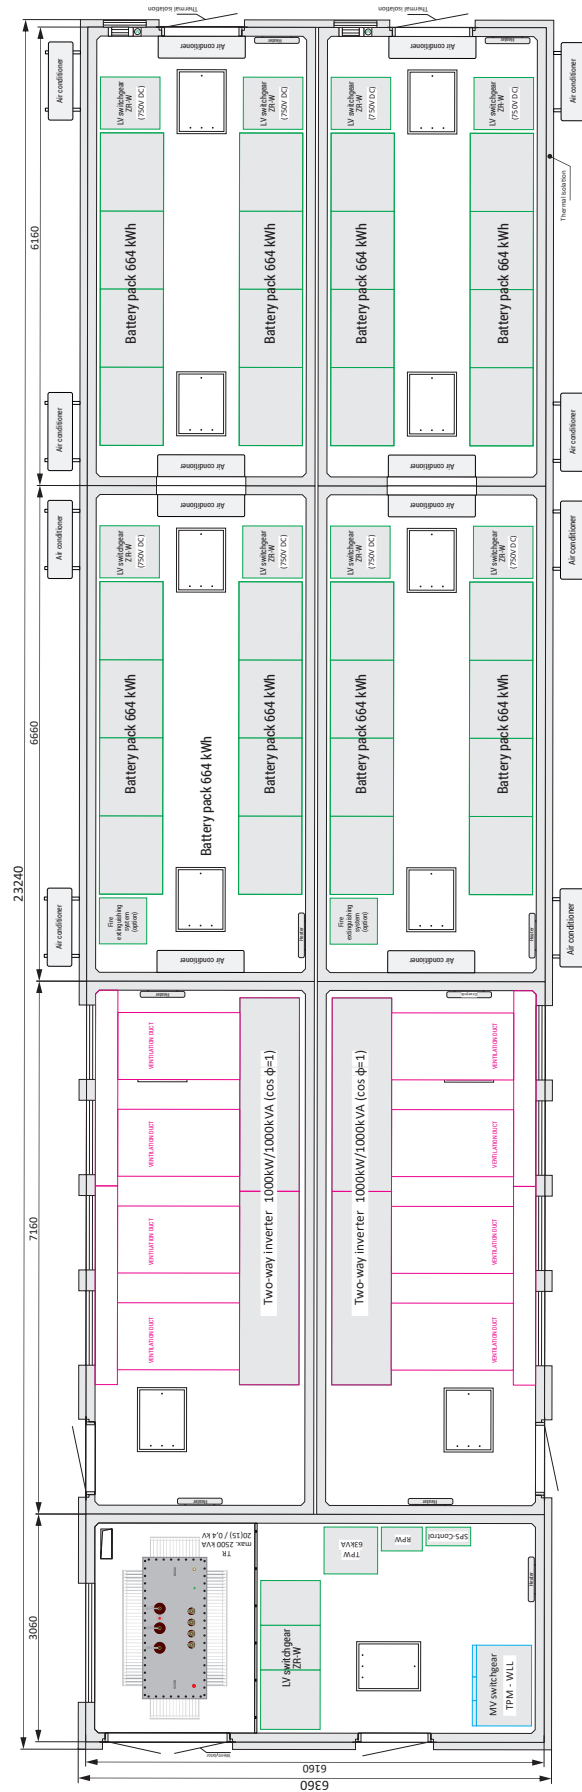 Thermal isolation
Thermal isolation
Air conditioner
Air conditioner
Heater
Air conditioner
Heater
Air conditioner
LV switchgear
ZR-W
(750V DC)
LV switchgear
ZR-W
(750V DC)
LV switchgear
ZR-W
(750V DC)
LV switchgear
ZR-W
(750V DC)
Thermal isolation
6160
Battery pack 664 kWh
Battery pack 664 kWh
Battery pack 664 kWh
Battery pack 664 kWh
Air conditioner
Air conditioner
Air conditioner
Air conditioner
Air conditioner
Air conditioner
Air conditioner
Air conditioner
LV switchgear
ZR-W
(750V DC)
LV switchgear
ZR-W
(750V DC)
LV switchgear
ZR-W
(750V DC)
LV switchgear
ZR-W
(750V DC)
6660
23240
Battery pack 664 kWh
Battery pack 664 kWh
Battery pack 664 kWh
Battery pack 664 kWh
Battery pack 664 kWh
Air conditioner
Fire
extinguishing
system
(option)
Heater
Fire
extinguishing
system
(option)
Heater
Air conditioner
Air conditioner
Air conditioner
Heater
VENTILATION DUCT
VENTILATION DUCT
VENTILATION DUCT
VENTILATION DUCT
Two-way inverter 1000kW/1000kVA (cos ϕ=1)
Two-way inverter 1000kW/1000kVA (cos ϕ=1)
VENTILATION DUCT
VENTILATION DUCT
VENTILATION DUCT
VENTILATION DUCT
7160
Heater
Heater
3060
TR
max. 2500 kVA
20(15) / 0,4 kV
TPW
63kVA
RPW
SPS-Control
Heater
LV switchgear
ZR-W
MV switchgear
TPM - WLL
Wentylator
6160
6360